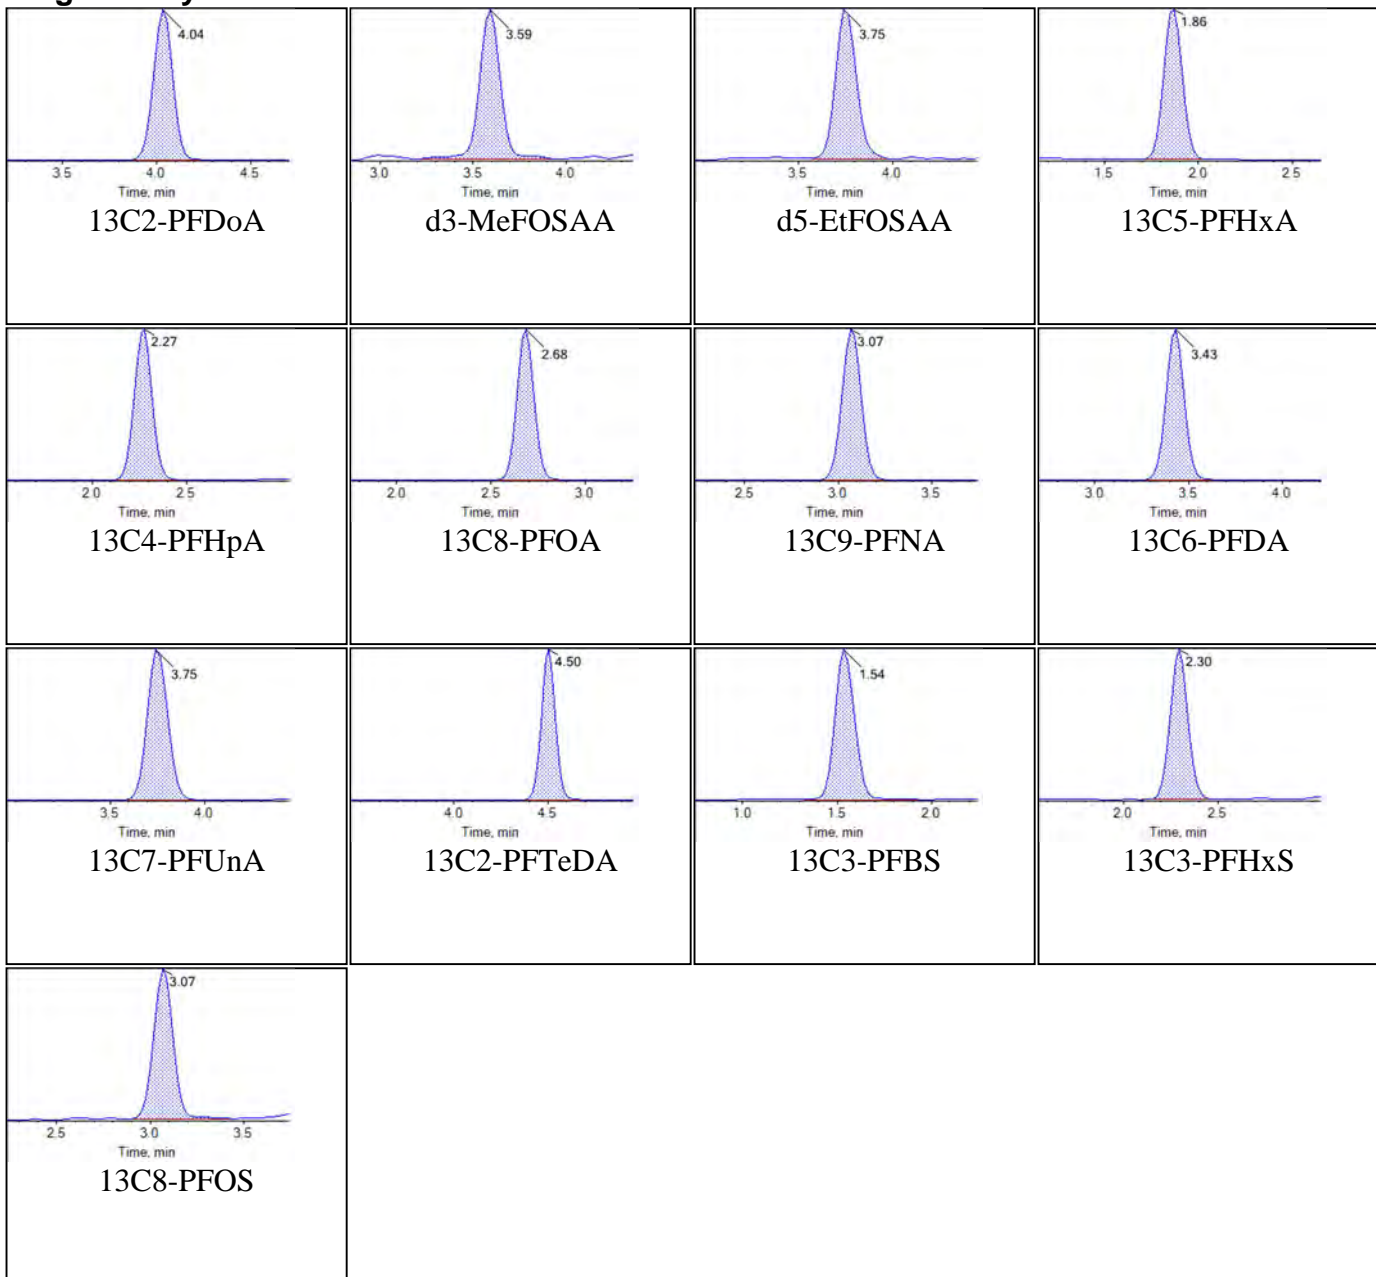 4.04
3.5 4.0 4.5
Time, min
13C2-PFDoA
3.59
3.0 3.5 4.0
Time, min
d3-MeFOSAA
3.75
3.5 4.0
Time, min
d5-EtFOSAA
1.86
1.5 2.0 2.5
Time, min
13C5-PFHxA
2.27
2.0 2.5
Time, min
13C4-PFHpA
2.68
2.0 2.5 3.0
Time, min
13C8-PFOA
3.07
2.5 3.0 3.5
Time, min
13C9-PFNA
3.43
3.0 3.5 4.0
Time, min
13C6-PFDA
3.75
3.5 4.0
Time, min
13C7-PFUnA
4.50
4.0 4.5
Time, min
13C2-PFTeDA
1.54
1.0 1.5 2.0
Time, min
13C3-PFBS
2.30
2.0 2.5
Time, min
13C3-PFHxS
3.07
2.5 3.0 3.5
Time, min
13C8-PFOS